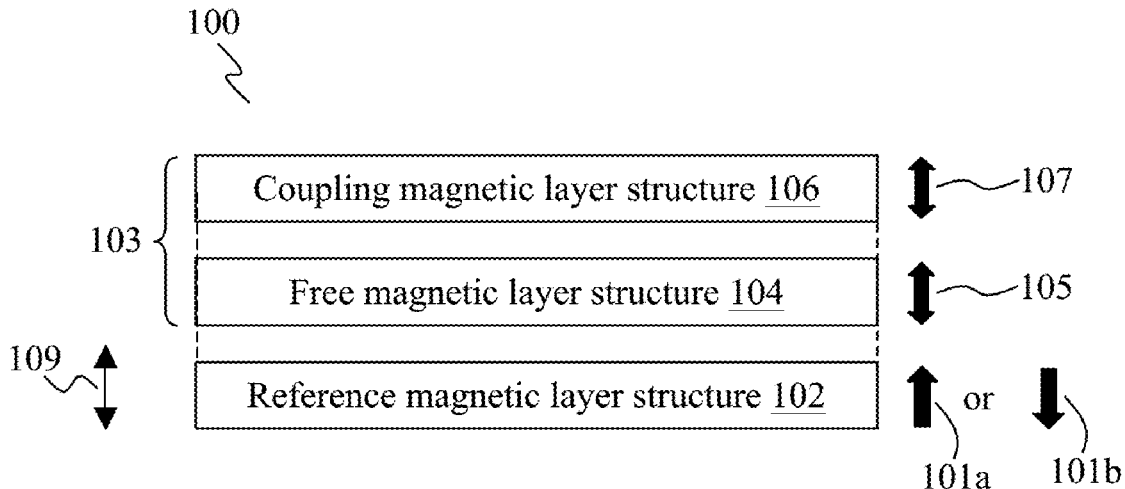 100
Coupling magnetic layer structure 106
107
103
Free magnetic layer structure 104
105
109
Reference magnetic layer structure 102
or
101a
101b